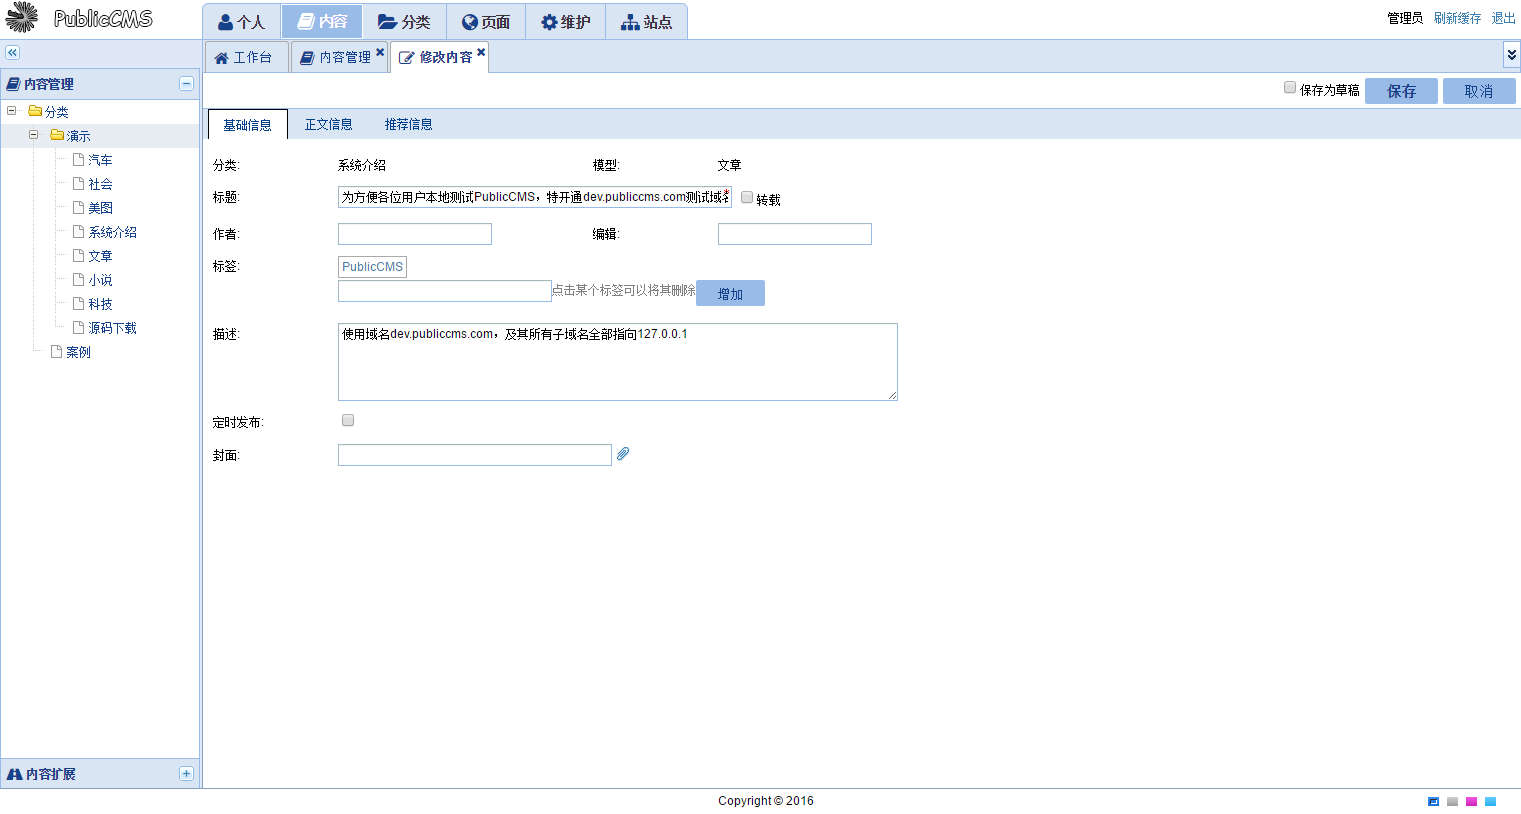 PublicCMS
个人 内容 分类 页面 维护 站点
管理员 刷新缓存 退出
工作台 内容管理 修改内容
内容管理
保存为草稿 保存 取消
分类
演示
汽车
社会
美图
系统介绍
文章
小说
科技
源码下载
案例
内容扩展
基础信息 正文信息 推荐信息
分类: 系统介绍 模型: 文章
标题: 为方便各位用户本地测试PublicCMS，特开通dev.publiccms.com测试域名 * 转载
作者: 编辑:
标签: PublicCMS
点击某个标签可以将其删除 增加
描述: 使用域名dev.publiccms.com，及其所有子域名全部指向127.0.0.1
定时发布:
封面:
Copyright © 2016